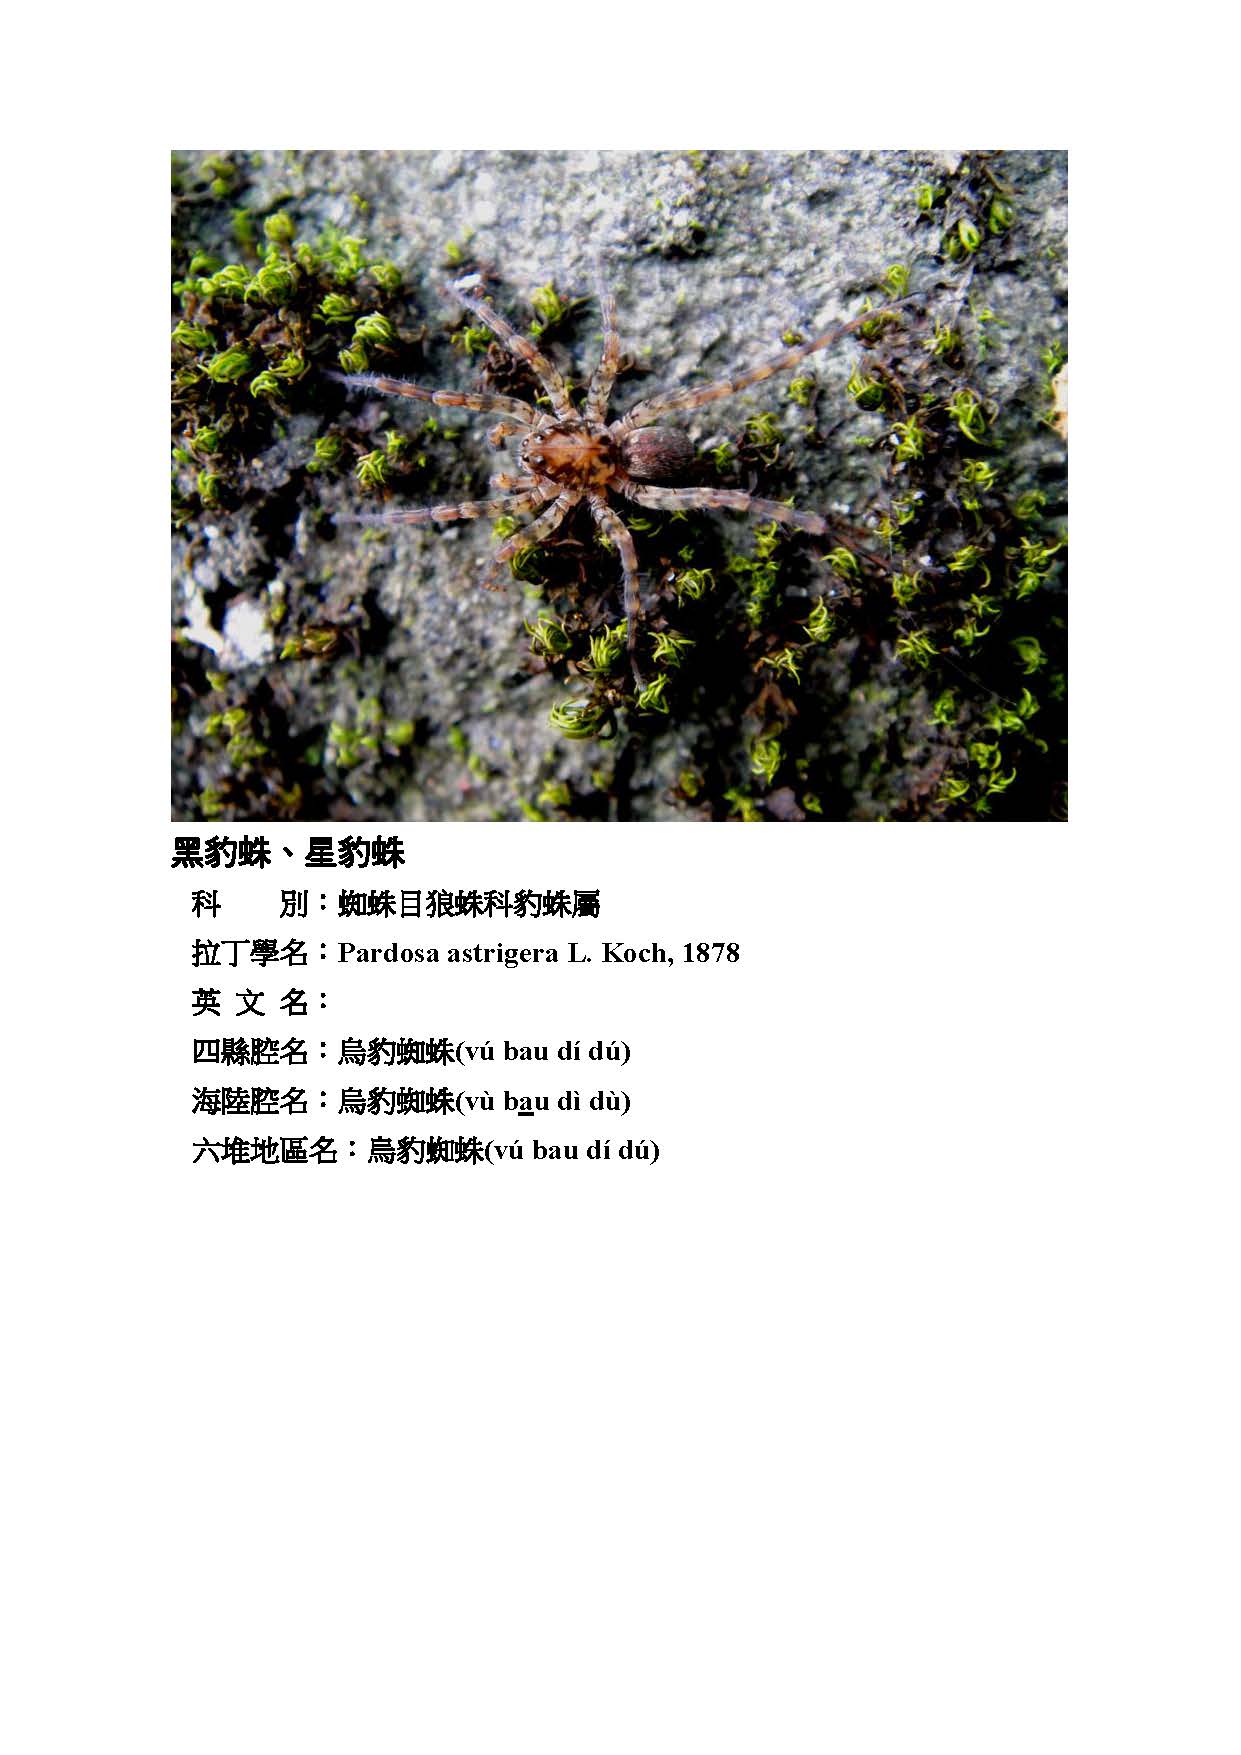 黑豹蛛、星豹蛛
科　　別：蜘蛛目狼蛛科豹蛛屬
拉丁學名：Pardosa astrigera L. Koch, 1878
英 文 名：
四縣腔名：烏豹蜘蛛(vú bau dí dú)
海陸腔名：烏豹蜘蛛(vù bau dì dù)
六堆地區名：烏豹蜘蛛(vú bau dí dú)